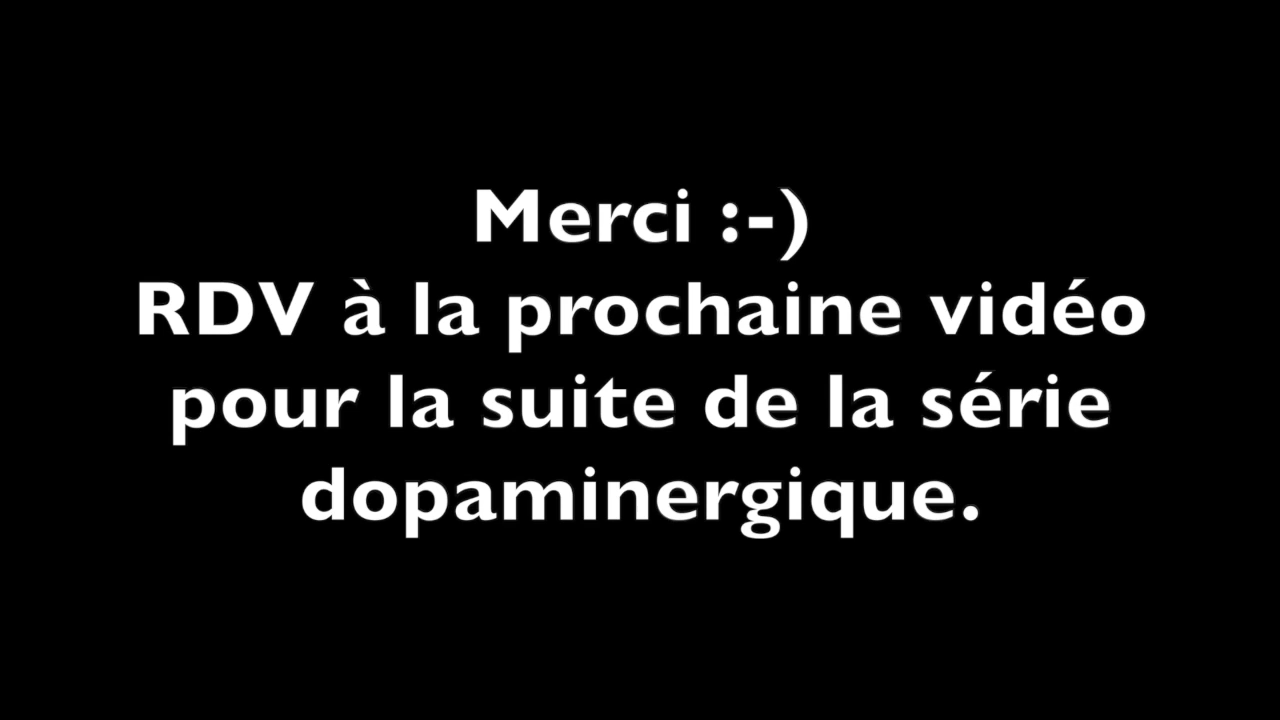 Merci :-)
RDV à la prochaine vidéo
pour la suite de la série
dopaminergique.